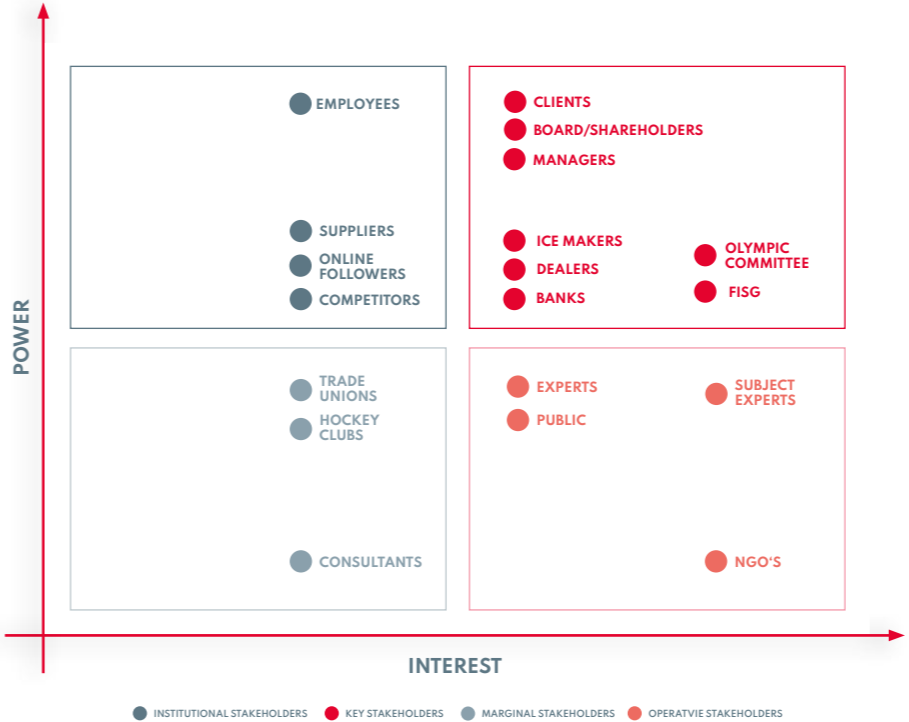 EMPLOYEES
SUPPLIERS
ONLINE
FOLLOWERS
COMPETITORS
CLIENTS
BOARD/SHAREHOLDERS
MANAGERS
ICE MAKERS
DEALERS
BANKS
OLYMPIC
COMMITTEE
FISG
POWER
TRADE
UNIONS
HOCKEY
CLUBS
CONSULTANTS
EXPERTS
PUBLIC
SUBJECT
EXPERTS
NGO'S
INTEREST
INSTITUTIONAL STAKEHOLDERS
KEY STAKEHOLDERS
MARGINAL STAKEHOLDERS
OPERATVIE STAKEHOLDERS